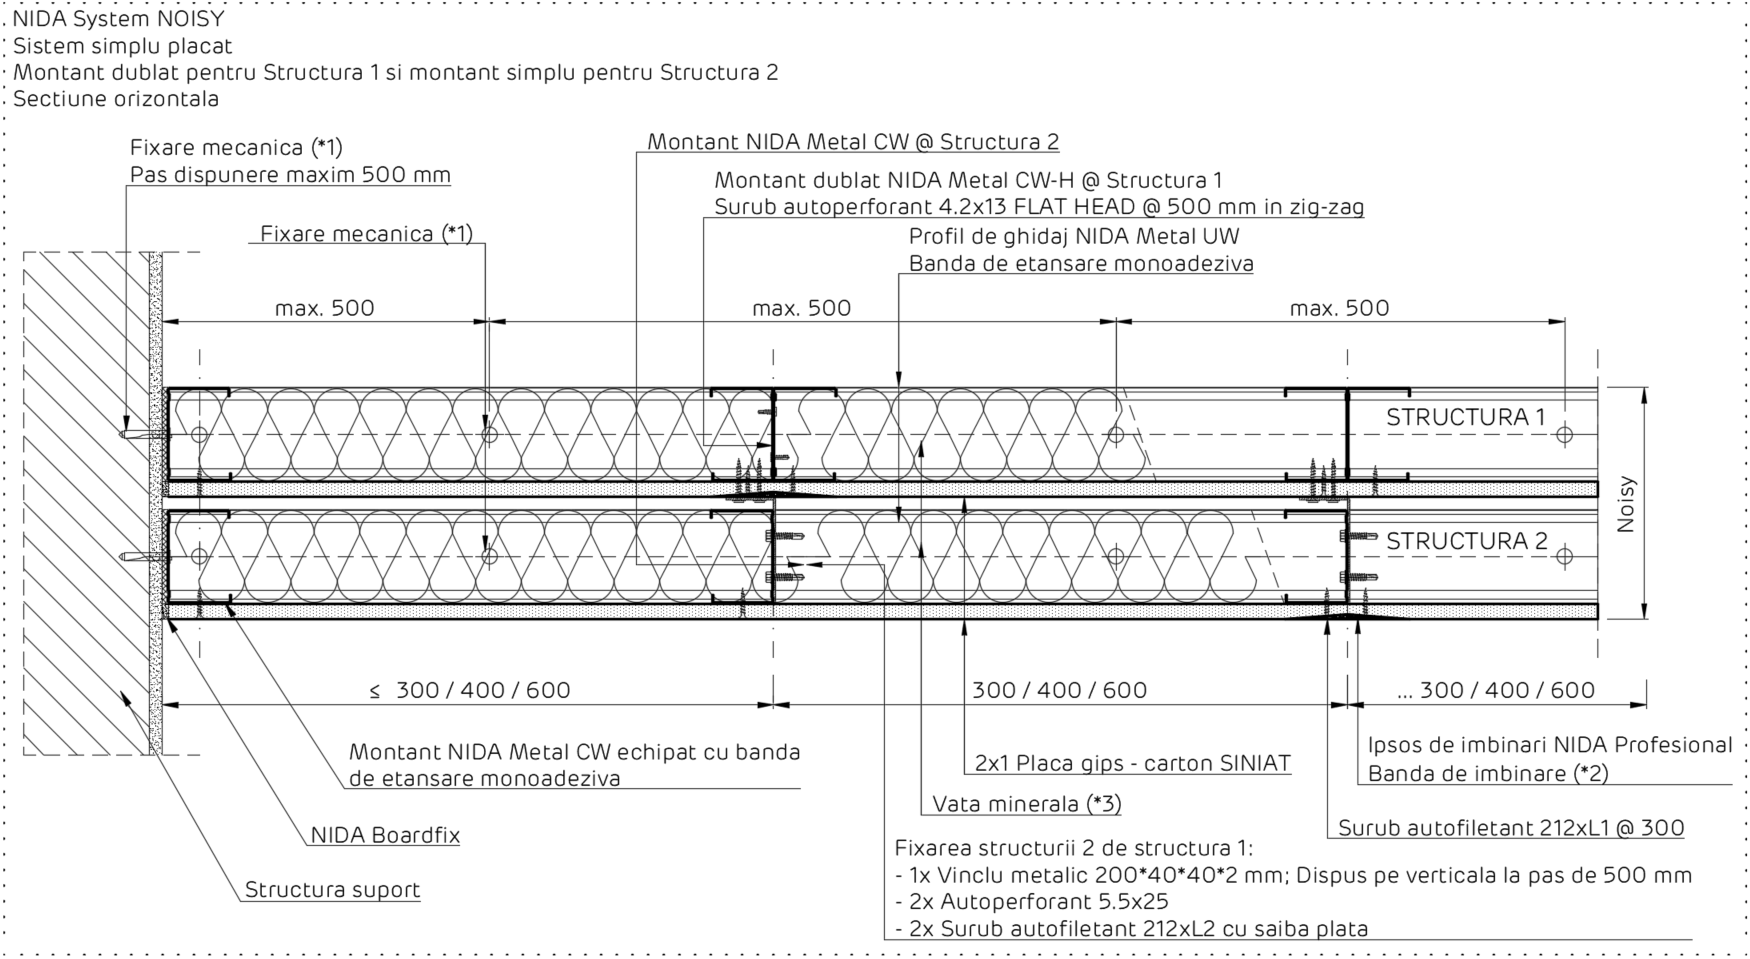 NIDA System NOISY
Sistem simplu placat
Montant dublat pentru Structura 1 si montant simplu pentru Structura 2
Sectiune orizontala
Fixare mecanica (*1)
Pas dispunere maxim 500 mm
Montant NIDA Metal CW @ Structura 2
Montant dublat NIDA Metal CW-H @ Structura 1
Surub autoperforant 4.2x13 FLAT HEAD @ 500 mm in zig-zag
Fixare mecanica (*1)
Profil de ghidaj NIDA Metal UW
Banda de etansare monoadeziva
max. 500
max. 500
max. 500
STRUCTURA 1
Noisy
STRUCTURA 2
≤ 300 / 400 / 600
300 / 400 / 600
... 300 / 400 / 600
Montant NIDA Metal CW echipat cu banda
de etansare monoadeziva
2x1 Placa gips - carton SINIAT
Ipsos de imbinari NIDA Profesional
Banda de imbinare (*2)
Vata minerala (*3)
NIDA Boardfix
Surub autofiletant 212xL1 @ 300
Structura suport
Fixarea structurii 2 de structura 1:
- 1x Vinclu metalic 200*40*40*2 mm; Dispus pe verticala la pas de 500 mm
- 2x Autoperforant 5.5x25
- 2x Surub autofiletant 212xL2 cu saiba plata